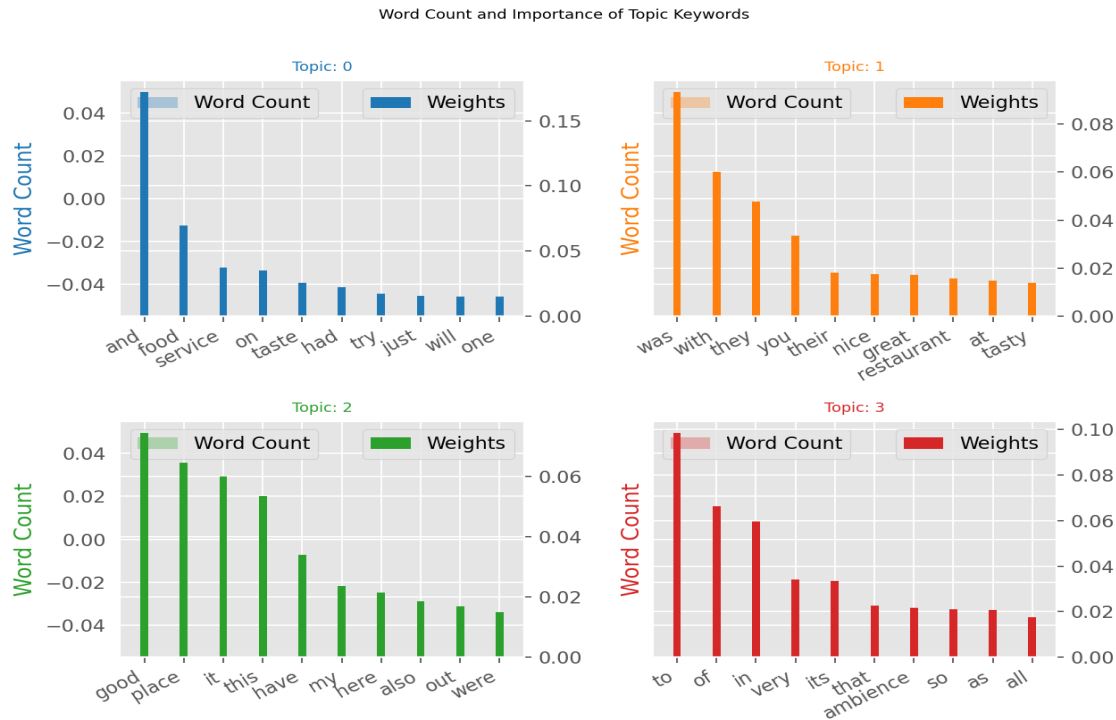 Word Count and Importance of Topic Keywords
Topic: 0
Word Count
Weights
Word Count
0.04
0.02
0.00
−0.02
−0.04
0.15
0.10
0.05
0.00
and
food
service
on
taste
had
try
just
will
one
Topic: 1
Word Count
Weights
Word Count
0.08
0.06
0.04
0.02
0.00
was
with
they
you
their
nice
great
restaurant
at
tasty
Topic: 2
Word Count
Weights
Word Count
0.04
0.02
0.00
−0.02
−0.04
0.06
0.04
0.02
0.00
good
place
it
this
have
my
here
also
out
were
Topic: 3
Word Count
Weights
Word Count
0.10
0.08
0.06
0.04
0.02
0.00
to
of
in
very
its
that
ambience
so
as
all